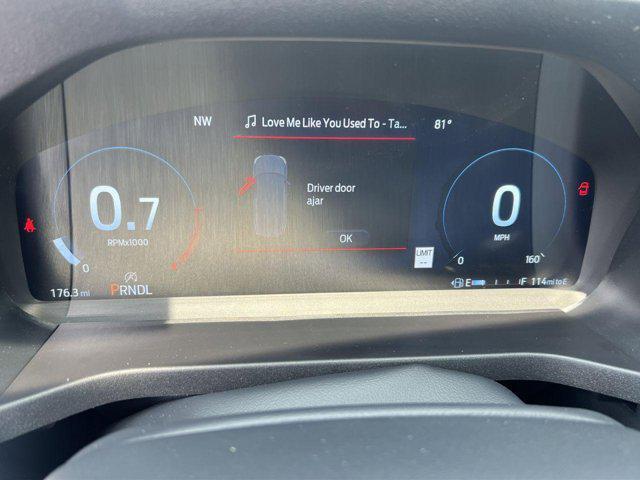 NW
Love Me Like You Used To - Ta...
81°
Driver door
ajar
OK
0.7
RPMx1000
0
0
MPH
0
160
LIMIT
--
176.3 mi
PRNDL
E
F
114 mi to E